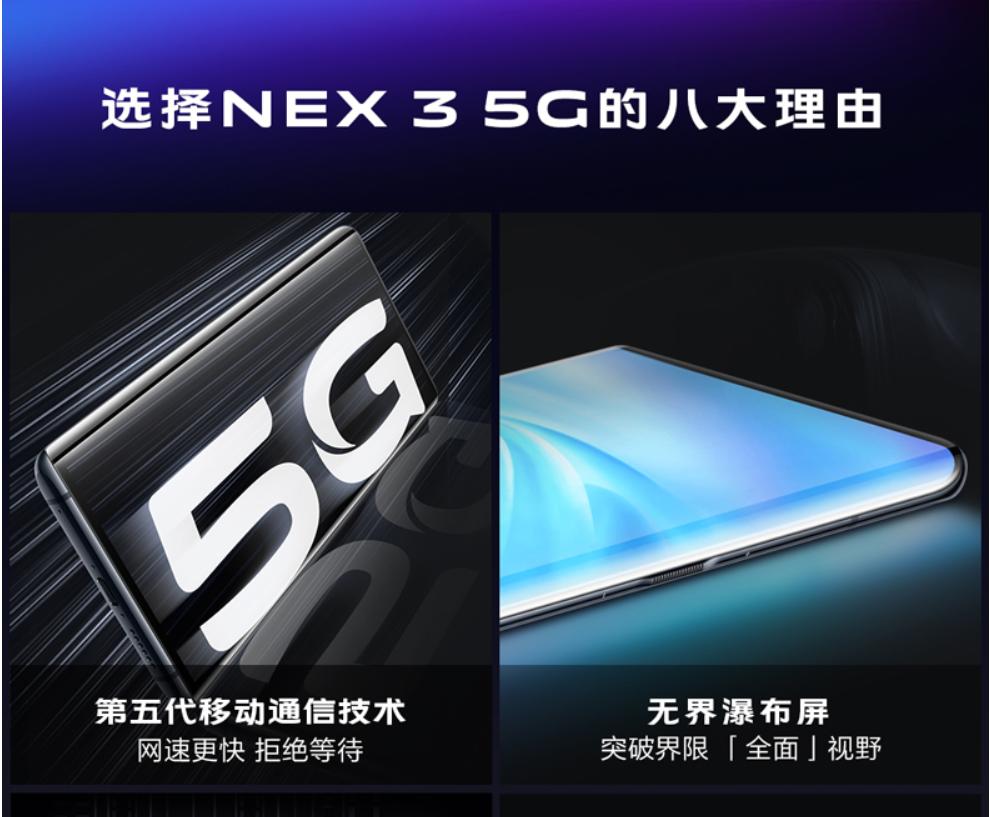 选择NEX 3 5G的八大理由
5G
第五代移动通信技术
网速更快 拒绝等待
无界瀑布屏
突破界限「全面」视野